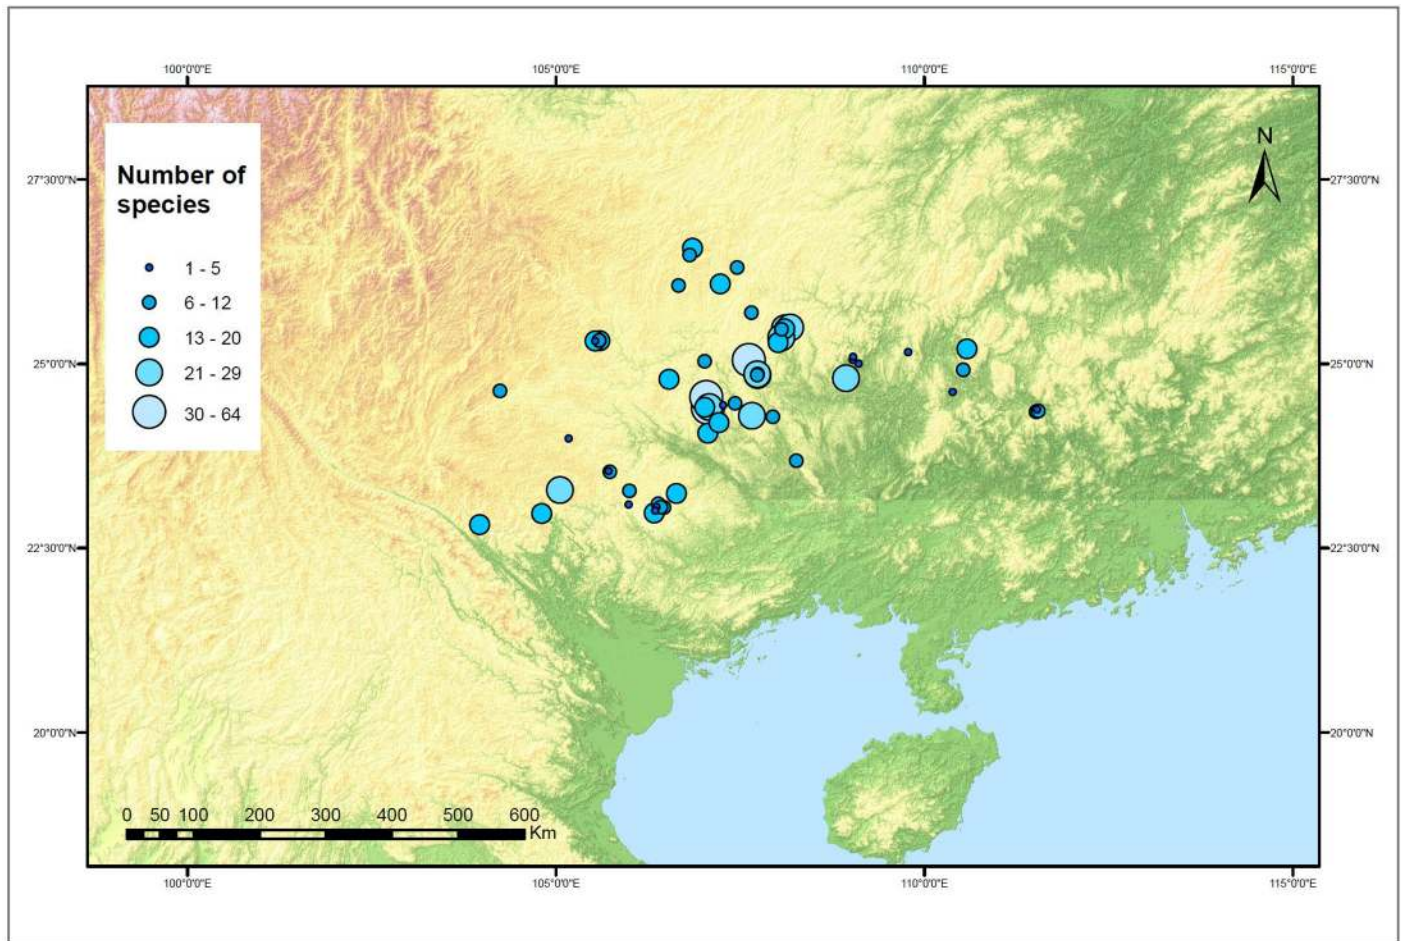 100°0'0"E 105°0'0"E 110°0'0"E 115°0'0"E
N
27°30'0"N 27°30'0"N
Number of
species
1 - 5
6 - 12
13 - 20
21 - 29
30 - 64
25°0'0"N 25°0'0"N
22°30'0"N 22°30'0"N
20°0'0"N 20°0'0"N
0 50 100 200 300 400 500 600
Km
100°0'0"E 105°0'0"E 110°0'0"E 115°0'0"E